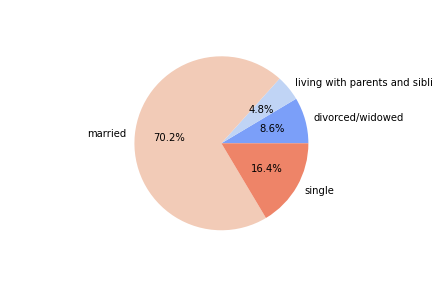 living with parents and sibli
4.8%
divorced/widowed
8.6%
married
70.2%
16.4%
single